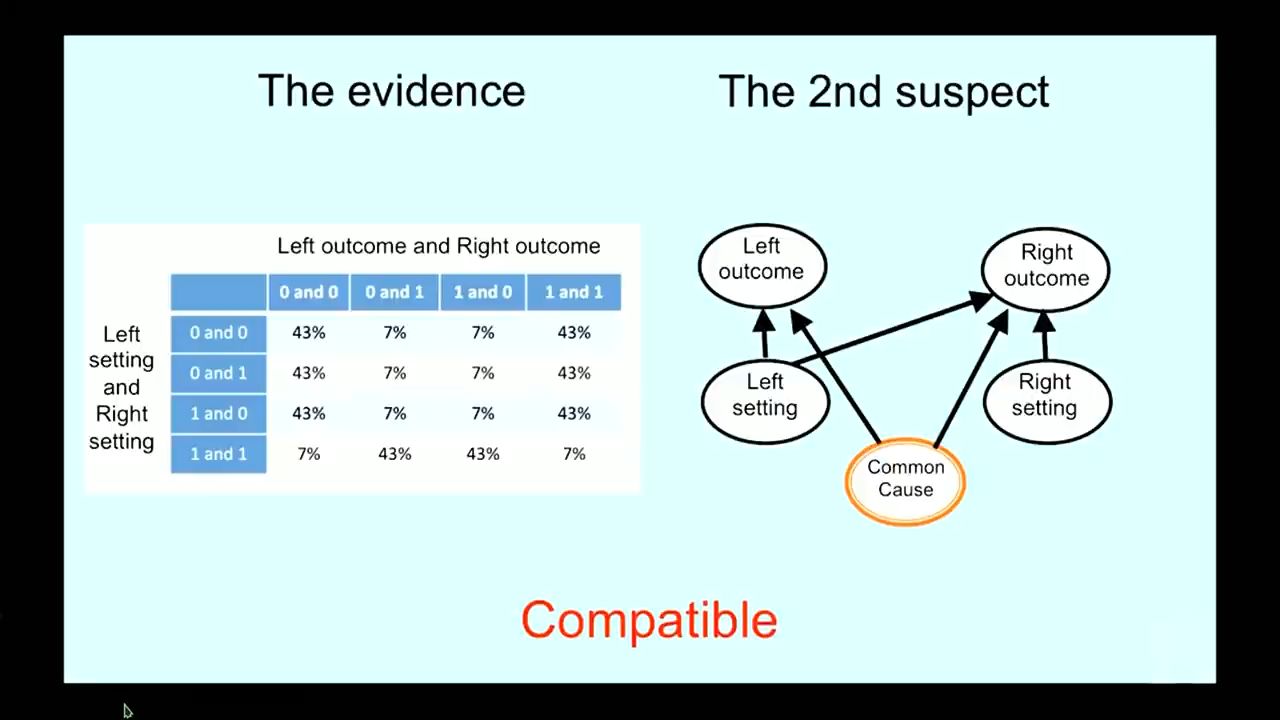 The evidence
The 2nd suspect
Left outcome and Right outcome
0 and 0 0 and 1 1 and 0 1 and 1
Left
setting
and
Right
setting
0 and 0 43% 7% 7% 43%
0 and 1 43% 7% 7% 43%
1 and 0 43% 7% 7% 43%
1 and 1 7% 43% 43% 7%
Left
outcome
Right
outcome
Left
setting
Right
setting
Common
Cause
Compatible